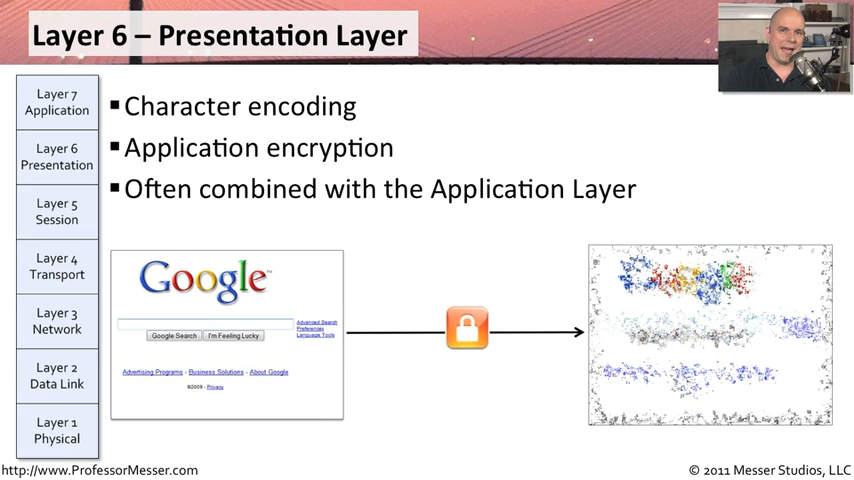 Layer 6 – Presentation Layer
Layer 7
Application
Layer 6
Presentation
Layer 5
Session
Layer 4
Transport
Layer 3
Network
Layer 2
Data Link
Layer 1
Physical
▪Character encoding
▪Application encryption
▪Often combined with the Application Layer
Google™
Advanced Search
Preferences
Language Tools
Google Search
I'm Feeling Lucky
Advertising Programs - Business Solutions - About Google
©2009 - Privacy
http://www.ProfessorMesser.com
© 2011 Messer Studios, LLC